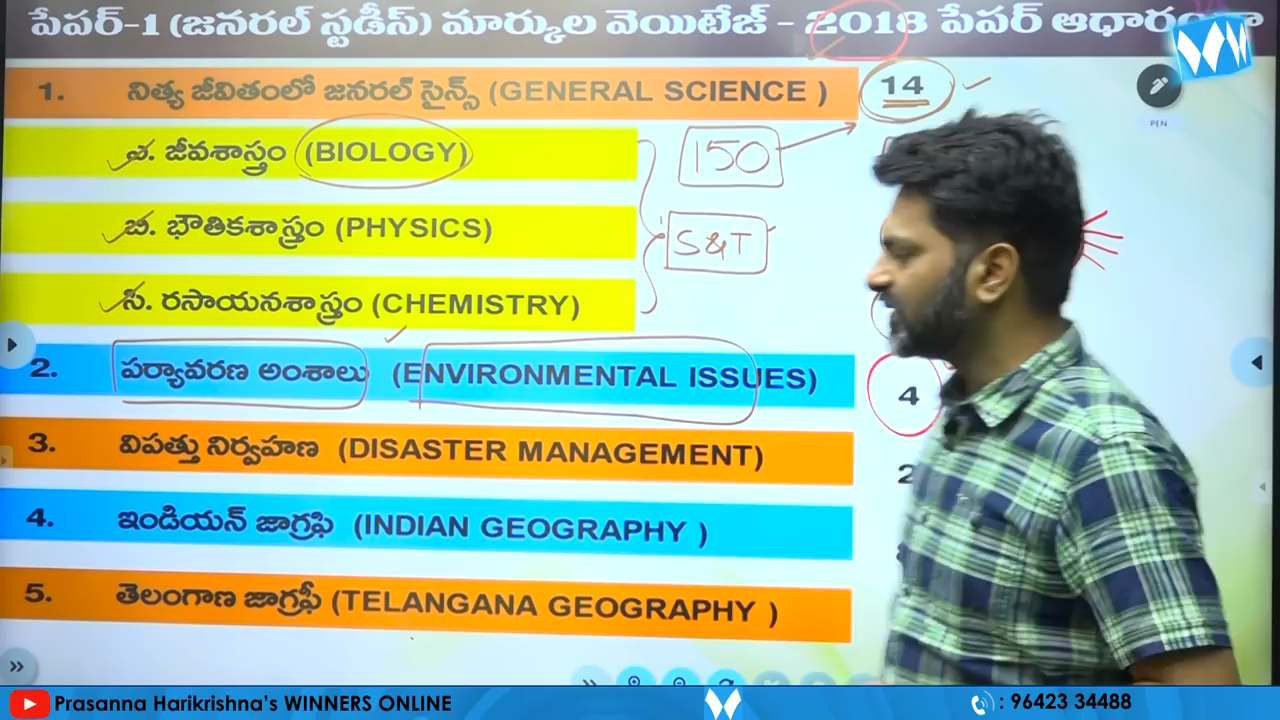 పేపర్-1 (జనరల్ స్టడీస్) మార్కుల వెయిటేజ్ - 2018 పేపర్
1. నిత్య జీవితంలో జనరల్ సైన్స్ (GENERAL SCIENCE ) 14
PEN
ఎ. జీవశాస్త్రం (BIOLOGY) 150
బి. భౌతికశాస్త్రం (PHYSICS) S&T
సి. రసాయనశాస్త్రం (CHEMISTRY)
2. పర్యావరణ అంశాలు (ENVIRONMENTAL ISSUES) 4
3. విపత్తు నిర్వహణ (DISASTER MANAGEMENT) 2
4. ఇండియన్ జాగ్రఫి (INDIAN GEOGRAPHY )
5. తెలంగాణ జాగ్రఫీ (TELANGANA GEOGRAPHY )
Prasanna Harikrishna's WINNERS ONLINE : 96423 34488